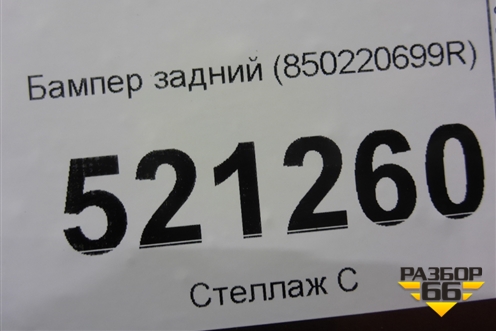 Бампер задний (850220699R)
521260
Стеллаж С
РАЗБОР
66